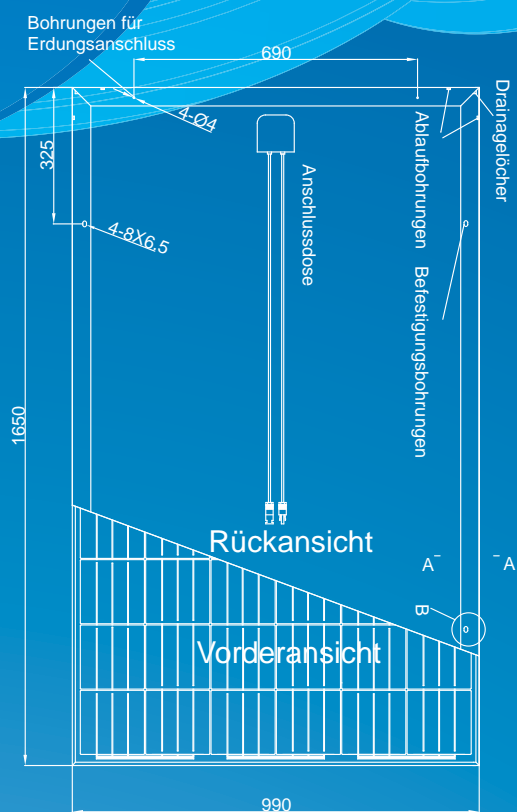 Bohrungen für
Erdungsanschluss
690
4-Ø4
325
4-8X6,5
Anschlussdose
Ablaufbohrungen
Drainagelöcher
Befestigungsbohrungen
1650
Rückansicht
A
A
B
Vorderansicht
990